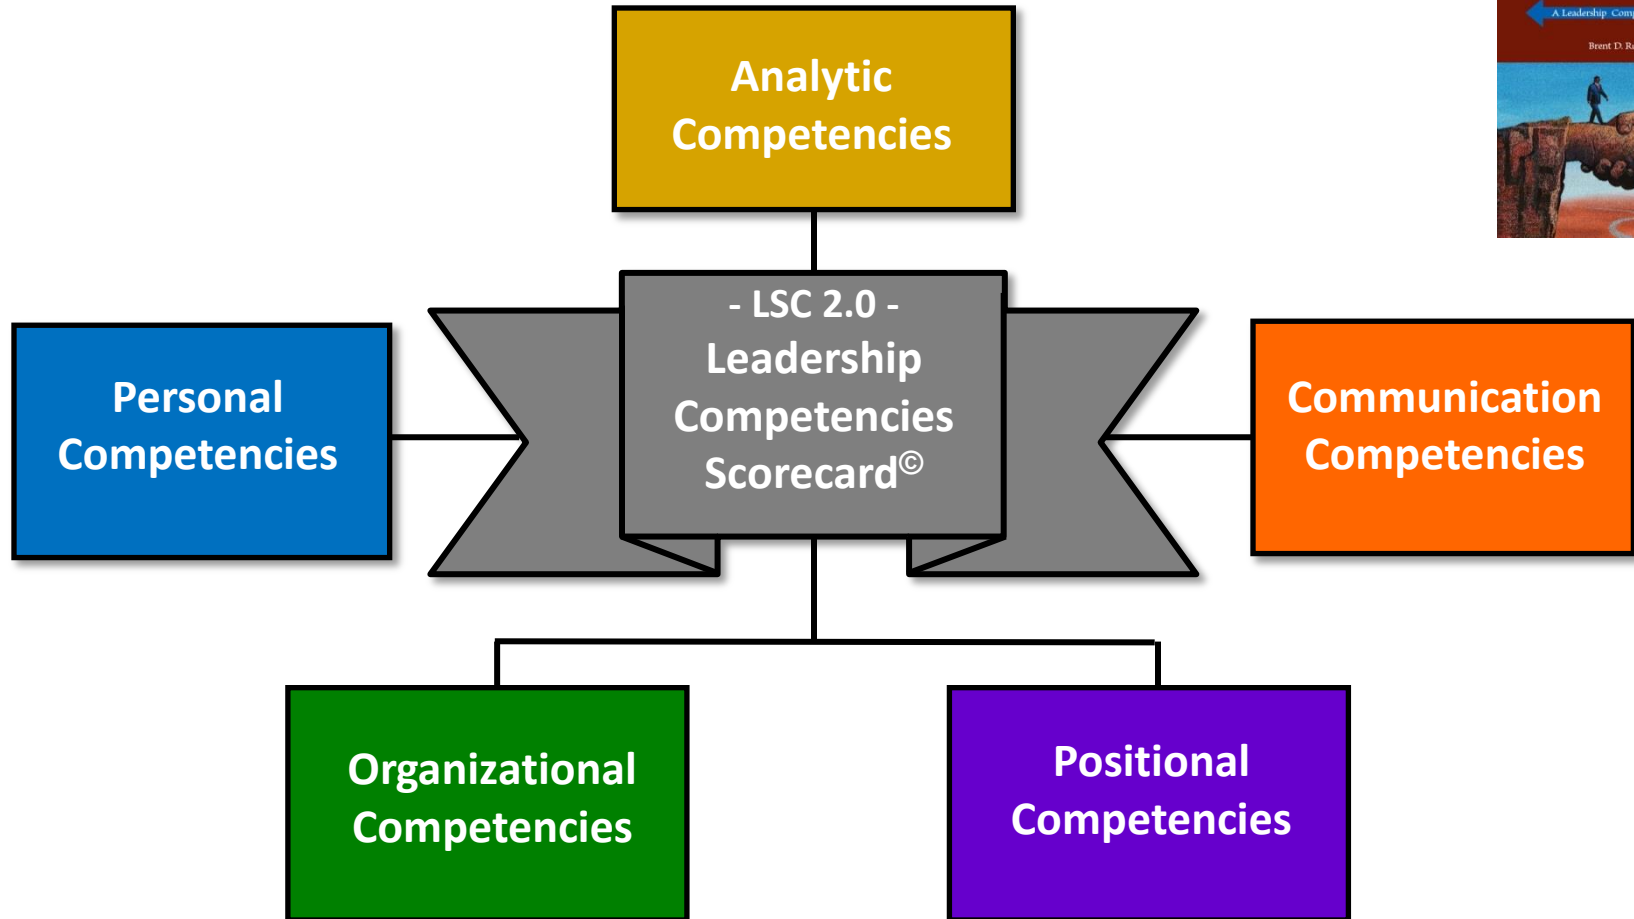 Analytic
Competencies
A Leadership
Brent D.
- LSC 2.0 -
Leadership
Competencies
Scorecard©
Personal
Competencies
Communication
Competencies
Organizational
Competencies
Positional
Competencies